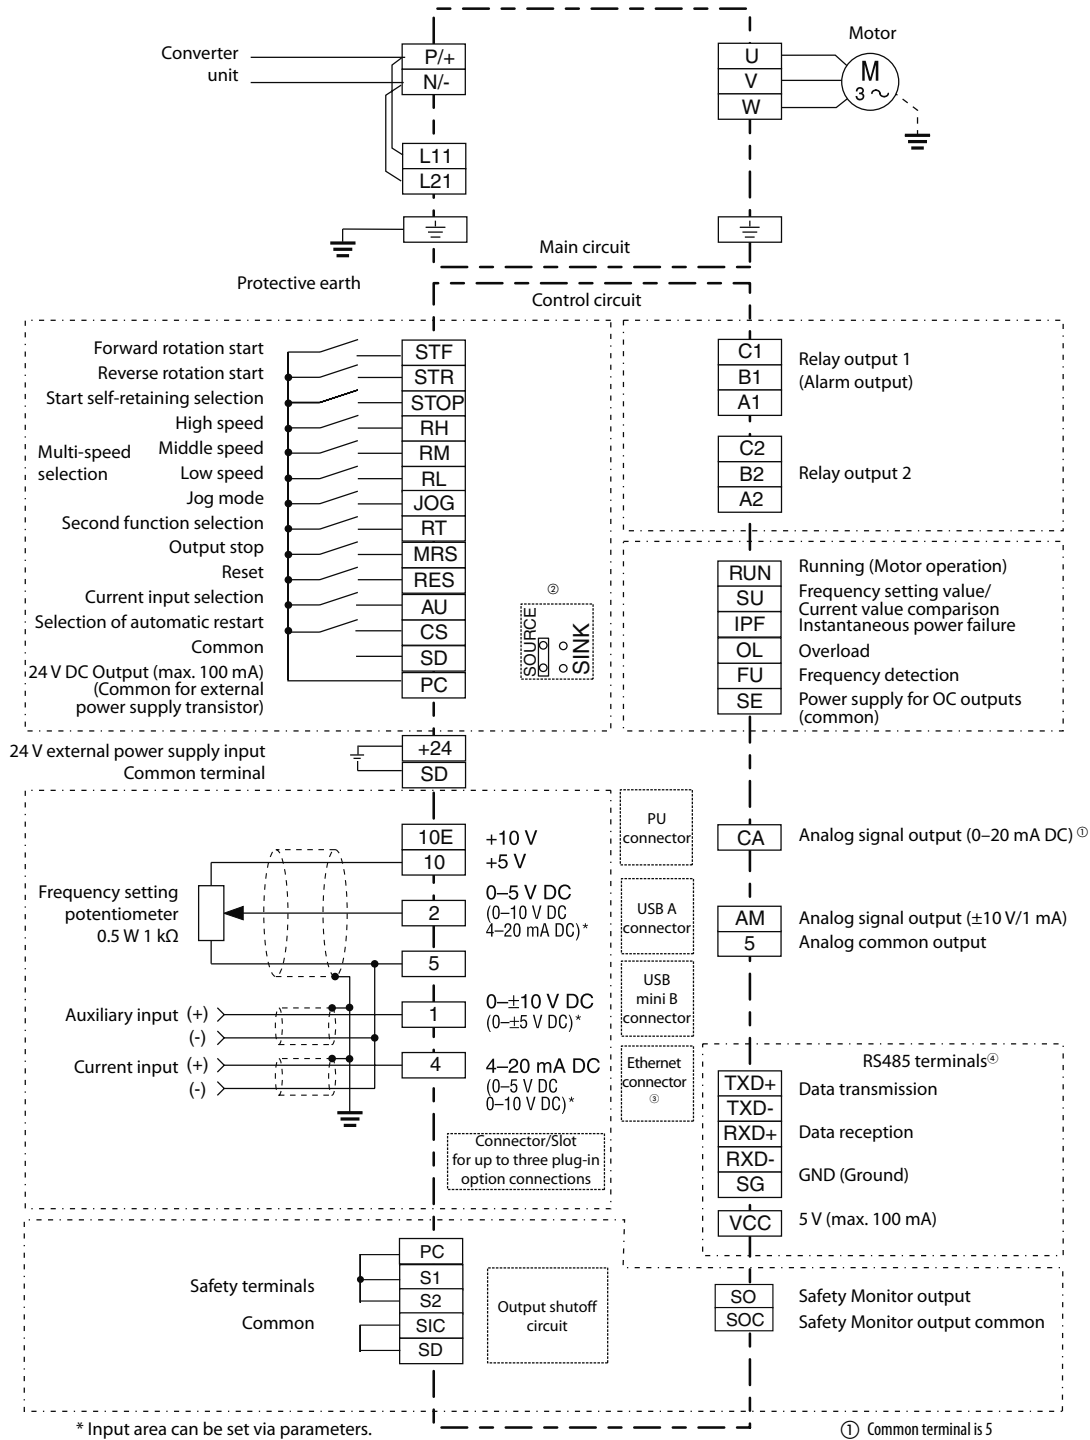 Converter
unit
P/+
N/-
L11
L21
U
V
W
Motor
M
3 ~
Main circuit
Protective earth
Control circuit
Forward rotation start
STF
Reverse rotation start
STR
Start self-retaining selection
STOP
High speed
RH
Multi-speed
selection
Middle speed
RM
Low speed
RL
Jog mode
JOG
Second function selection
RT
Output stop
MRS
Reset
RES
Current input selection
AU
Selection of automatic restart
CS
Common
SD
24 V DC Output (max. 100 mA)
(Common for external
power supply transistor)
PC
②
SOURCE
SINK
C1
B1
A1
Relay output 1
(Alarm output)
C2
B2
A2
Relay output 2
RUN
Running (Motor operation)
SU
Frequency setting value/
Current value comparison
IPF
Instantaneous power failure
OL
Overload
FU
Frequency detection
SE
Power supply for OC outputs
(common)
24 V external power supply input
+24
Common terminal
SD
10E
+10 V
10
+5 V
Frequency setting
potentiometer
0.5 W 1 kΩ
2
0–5 V DC
(0–10 V DC
4–20 mA DC)*
5
Auxiliary input (+)
(-)
1
0–±10 V DC
(0–±5 V DC)*
Current input (+)
(-)
4
4–20 mA DC
(0–5 V DC
0–10 V DC)*
Connector/Slot
for up to three plug-in
option connections
PU
connector
USB A
connector
USB
mini B
connector
Ethernet
connector
③
CA
Analog signal output (0–20 mA DC) ①
AM
Analog signal output (±10 V/1 mA)
5
Analog common output
RS485 terminals④
TXD+
Data transmission
TXD-
RXD+
Data reception
RXD-
SG
GND (Ground)
VCC
5 V (max. 100 mA)
Safety terminals
Common
PC
S1
S2
SIC
SD
Output shutoff
circuit
SO
Safety Monitor output
SOC
Safety Monitor output common
* Input area can be set via parameters.
① Common terminal is 5